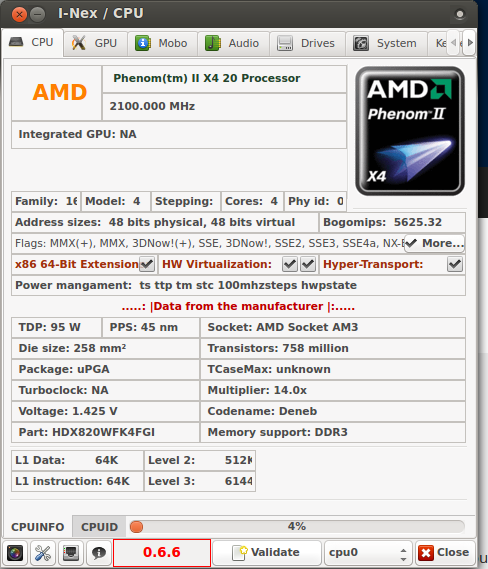 I-Nex / CPU
CPU GPU Mobo Audio Drives System
AMD
Phenom(tm) II X4 20 Processor
2100.000 MHz
Integrated GPU: NA
AMD
Phenom II
X4
Family: 16 Model: 4 Stepping: Cores: 4 Phy id: 0
Address sizes: 48 bits physical, 48 bits virtual Bogomips: 5625.32
Flags: MMX(+), MMX, 3DNow!(+), SSE, 3DNow!, SSE2, SSE3, SSE4a, NX- More...
x86 64-Bit Extension HW Virtualization: Hyper-Transport:
Power mangament: ts ttp tm stc 100mhzsteps hwpstate
.....: |Data from the manufacturer |:.....
TDP: 95 W PPS: 45 nm Socket: AMD Socket AM3
Die size: 258 mm² Transistors: 758 million
Package: uPGA TCaseMax: unknown
Turboclock: NA Multiplier: 14.0x
Voltage: 1.425 V Codename: Deneb
Part: HDX820WFK4FGI Memory support: DDR3
L1 Data: 64K Level 2: 512K
L1 instruction: 64K Level 3: 6144
CPUINFO CPUID 4%
0.6.6 Validate cpu0 Close